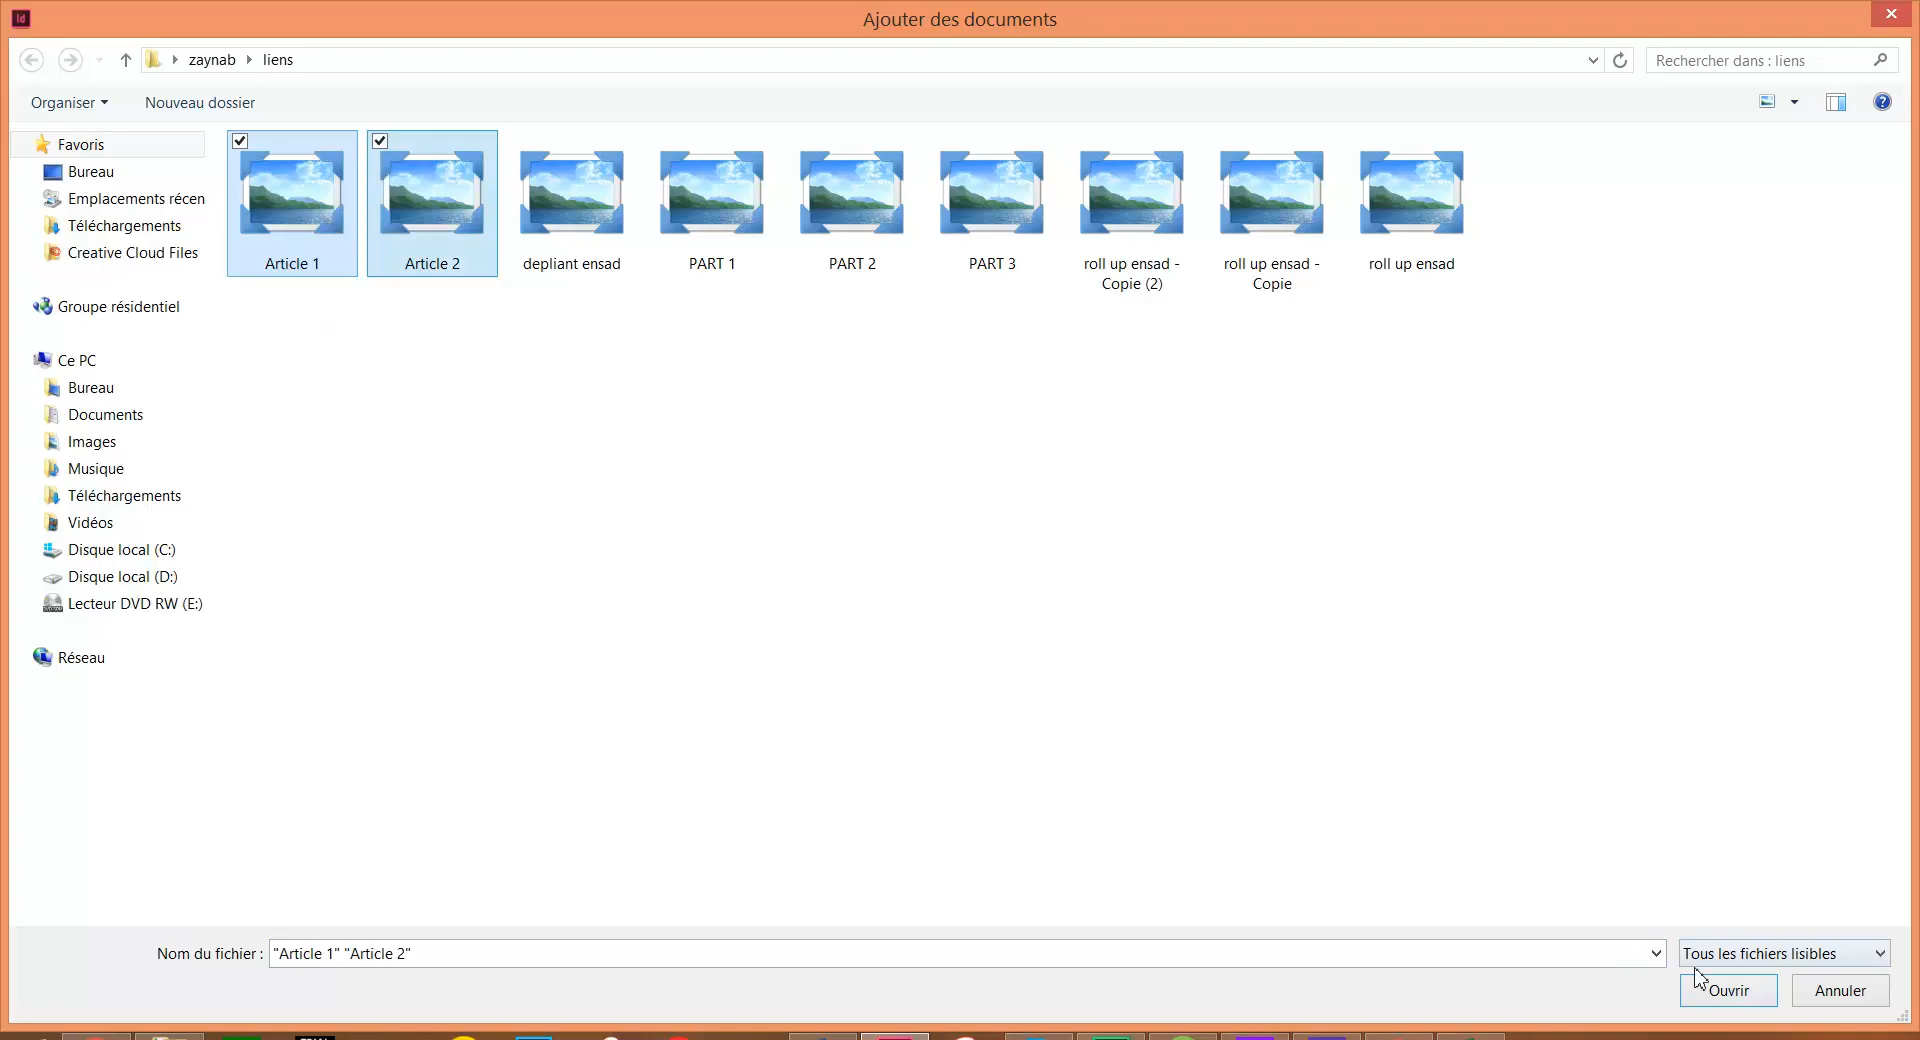 Id
Ajouter des documents
zaynab
liens
Rechercher dans : liens
Organiser
Nouveau dossier
Favoris
Bureau
Emplacements récen
Téléchargements
Creative Cloud Files
Groupe résidentiel
Ce PC
Bureau
Documents
Images
Musique
Téléchargements
Vidéos
Disque local (C:)
Disque local (D:)
Lecteur DVD RW (E:)
Réseau
Article 1
Article 2
depliant ensad
PART 1
PART 2
PART 3
roll up ensad -
Copie (2)
roll up ensad -
Copie
roll up ensad
Nom du fichier :
"Article 1" "Article 2"
Tous les fichiers lisibles
Ouvrir
Annuler